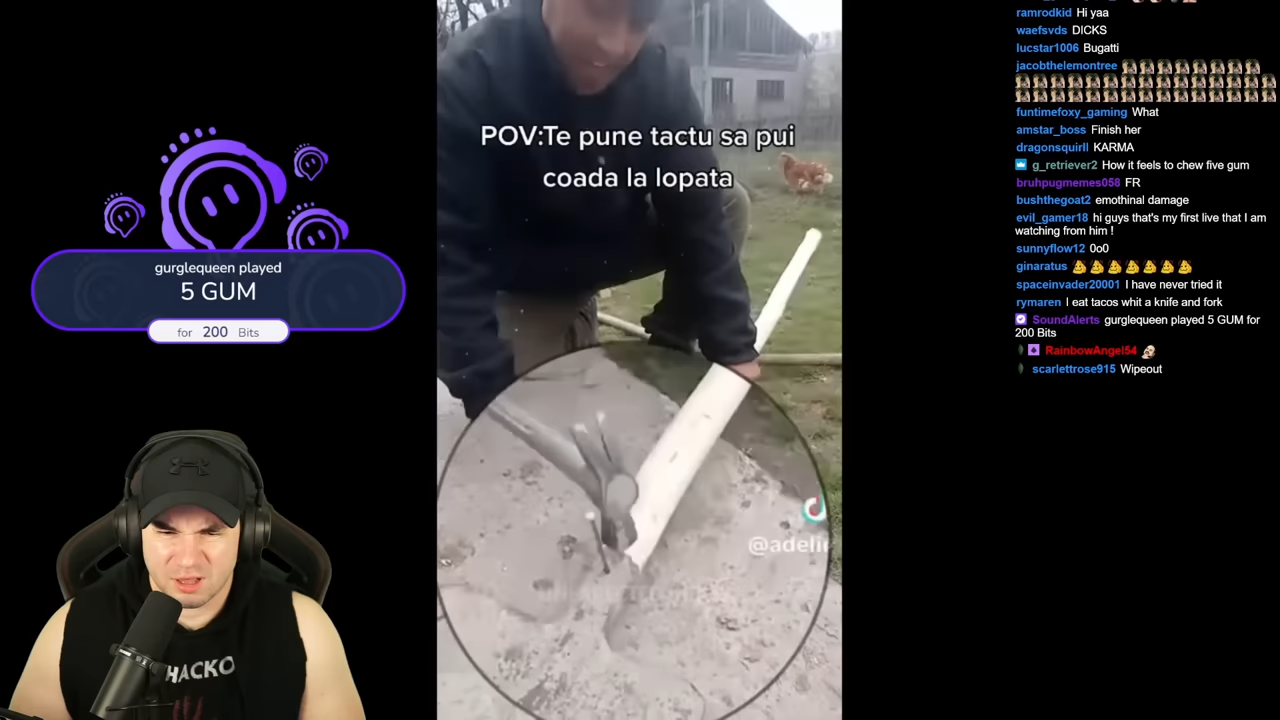 gurglequeen played
5 GUM
for 200 Bits
HACKO
POV:Te pune tactu sa pui
coada la lopata
@adelin
ramrodkid Hi yaa
waefsvds DICKS
lucstar1006 Bugatti
jacobthelemontree
funtimefoxy_gaming What
amstar_boss Finish her
dragonsquirll KARMA
g_retriever2 How it feels to chew five gum
bruhpugmemes058 FR
bushthegoat2 emothinal damage
evil_gamer18 hi guys that's my first live that I am
watching from him !
sunnyflow12 0o0
ginaratus
spaceinvader20001 I have never tried it
rymaren I eat tacos whit a knife and fork
SoundAlerts gurglequeen played 5 GUM for
200 Bits
RainbowAngel54
scarlettrose915 Wipeout